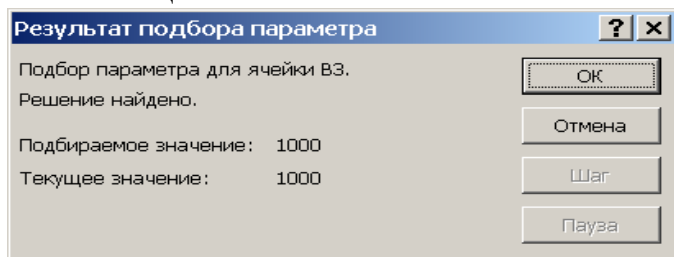 Результат подбора параметра
Подбор параметра для ячейки B3.
Решение найдено.
Подбираемое значение: 1000
Текущее значение: 1000
ОК
Отмена
Шаг
Пауза